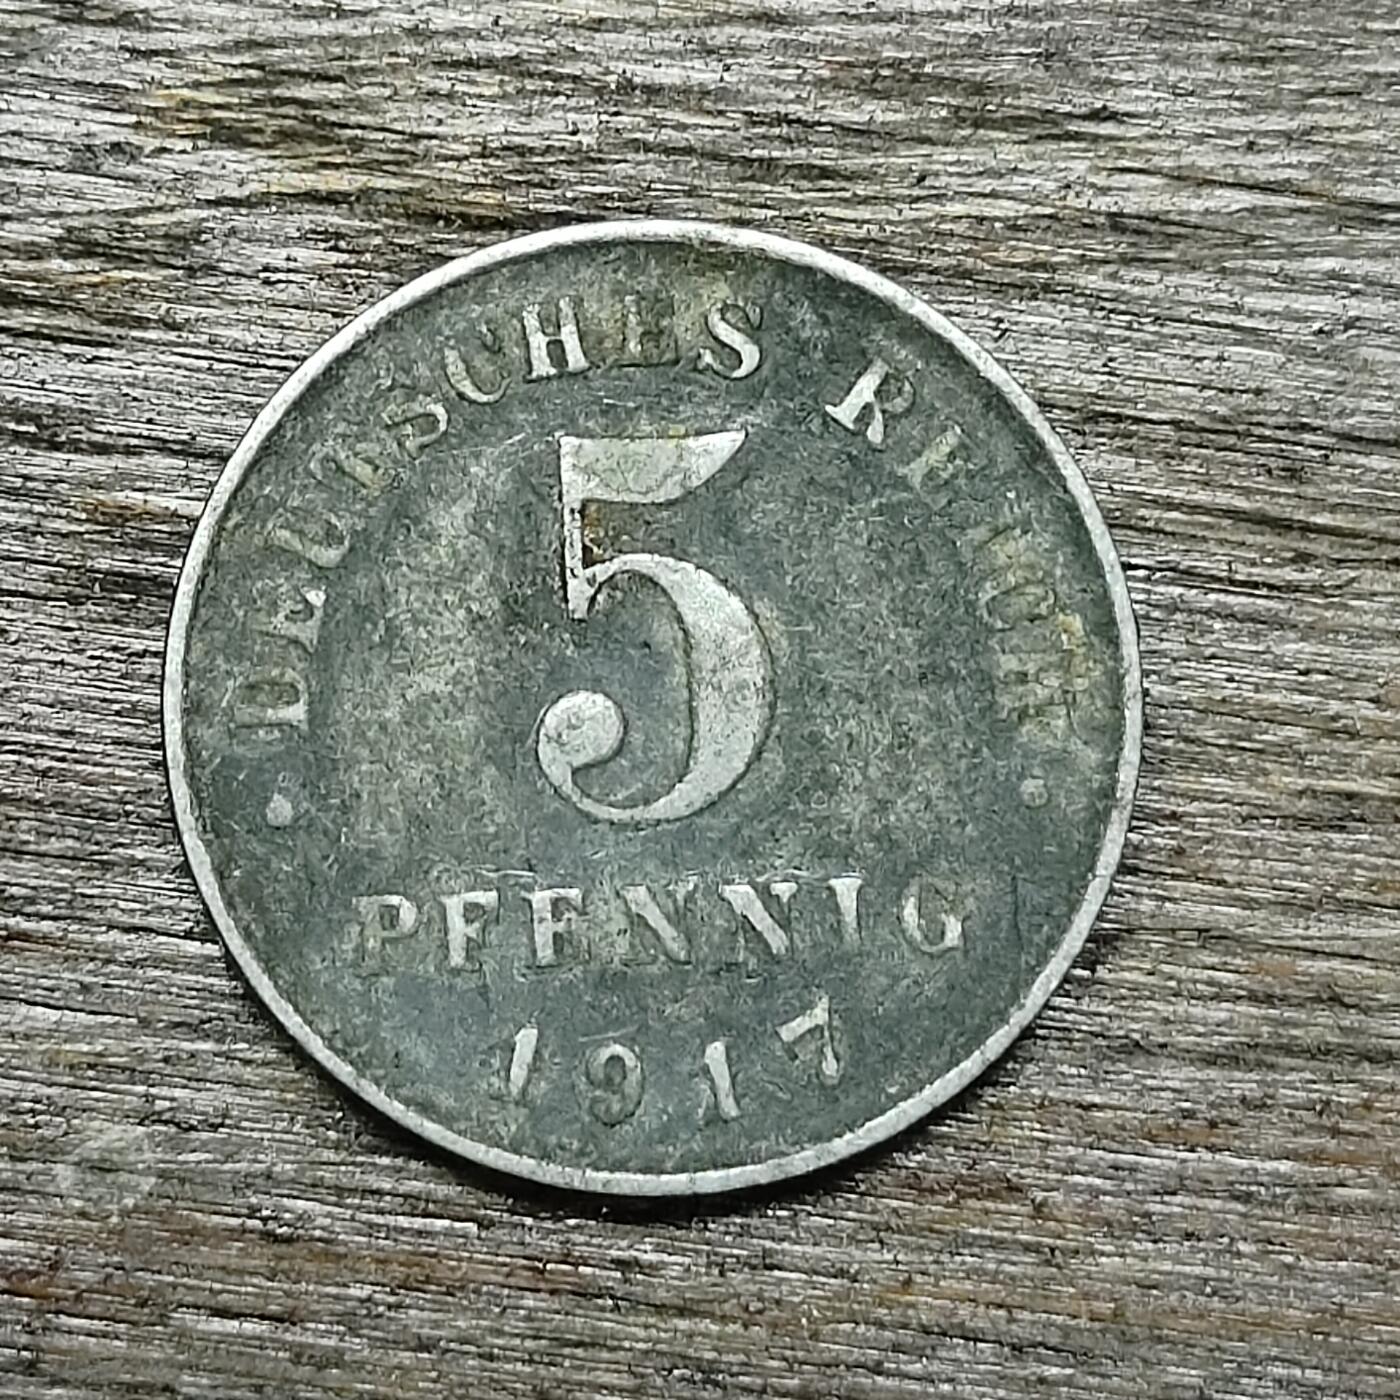 · DEUTSCHES REICH ·
5
PFENNIG
1917